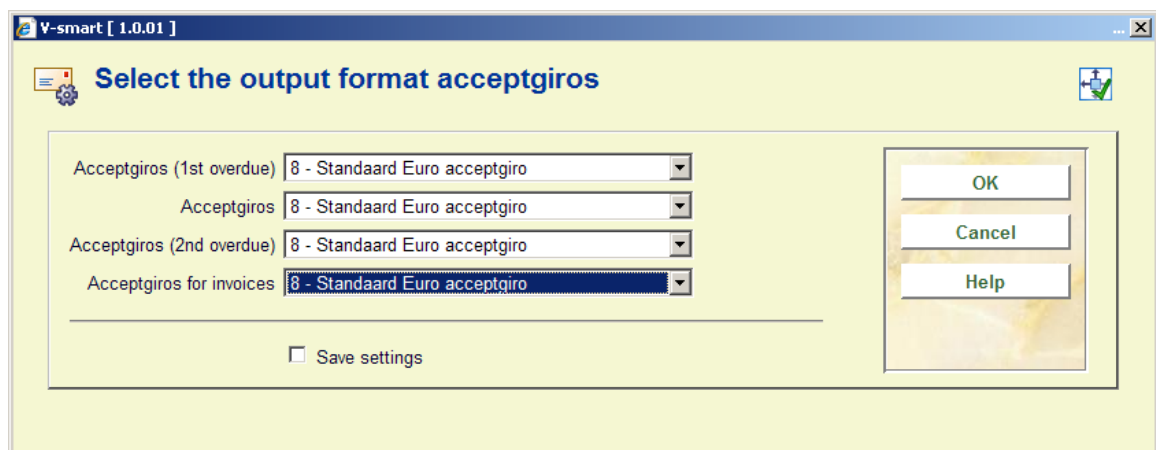 V-smart [ 1.0.01 ] ...
Select the output format acceptgiros
Acceptgiros (1st overdue) 8 - Standaard Euro acceptgiro
Acceptgiros 8 - Standaard Euro acceptgiro
Acceptgiros (2nd overdue) 8 - Standaard Euro acceptgiro
Acceptgiros for invoices 8 - Standaard Euro acceptgiro
Save settings
OK
Cancel
Help